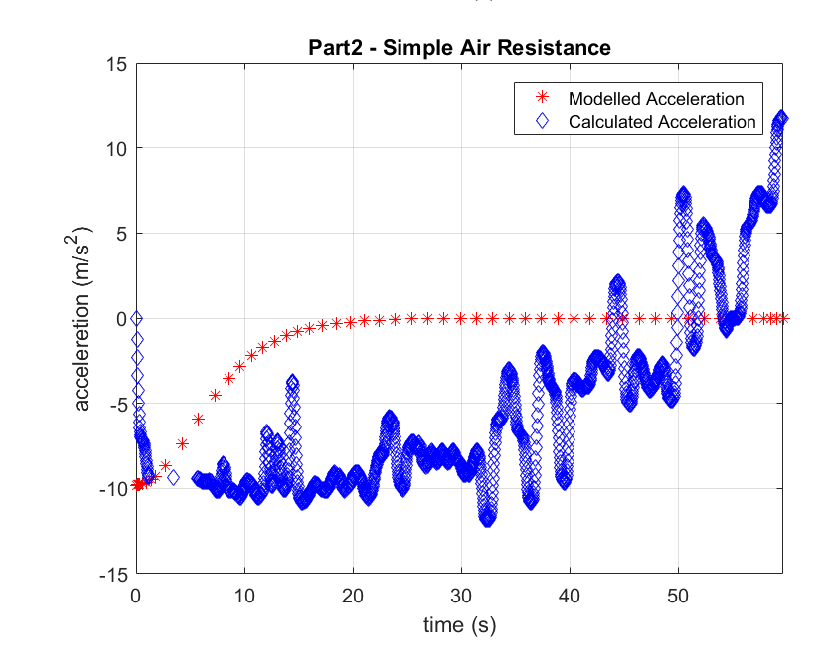 Part2 - Simple Air Resistance
Modelled Acceleration
Calculated Acceleration
15
10
5
0
-5
-10
-15
acceleretion (m/s²)
0
10
20
30
40
50
time (s)